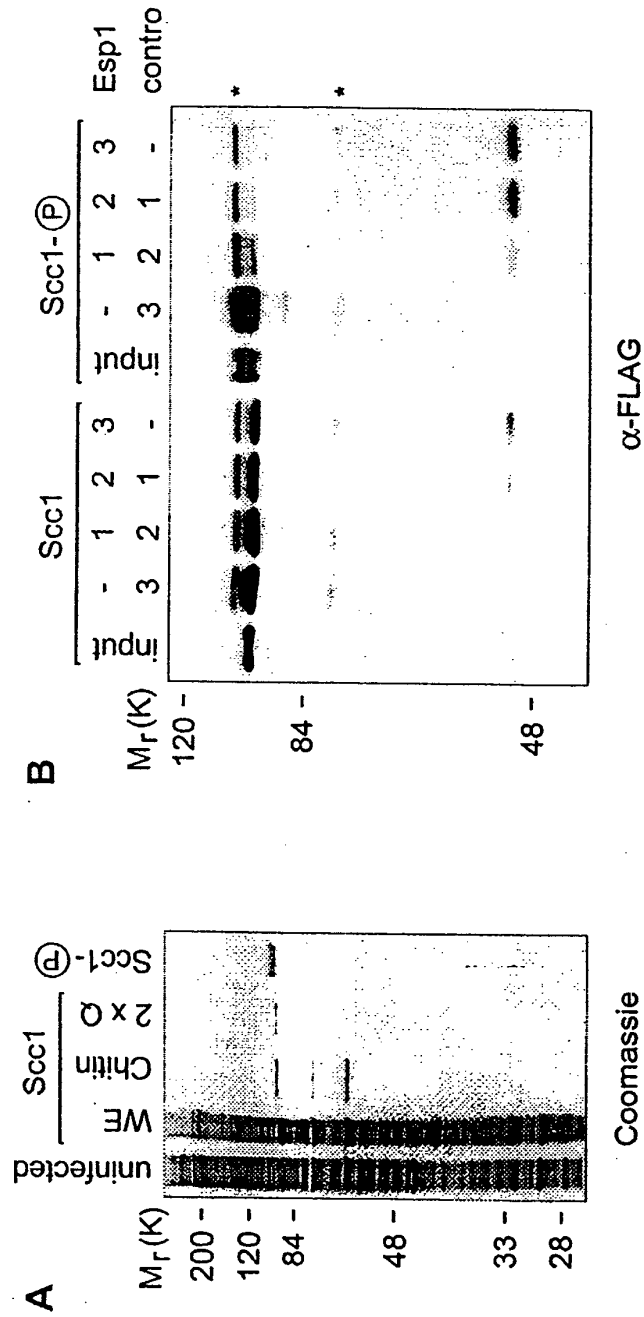 A
Scc1
uninfected WE Chitin 2 x Q Scc1-Ⓟ
Mr(K)
200 -
120 -
84 -
48 -
33 -
28 -
Coomassie
B
Scc1 Scc1-Ⓟ
input - 1 2 3 input - 1 2 3 Esp1
3 2 1 - 3 2 1 - contro
Mr(K)
120 -
*
84 -
*
48 -
α-FLAG